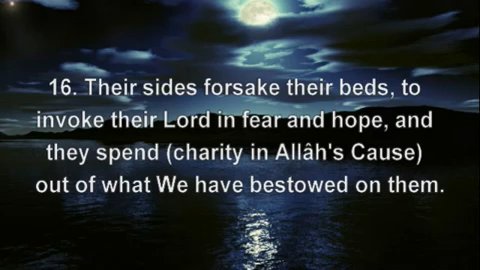 16. Their sides forsake their beds, to
invoke their Lord in fear and hope, and
they spend (charity in Allâh's Cause)
out of what We have bestowed on them.